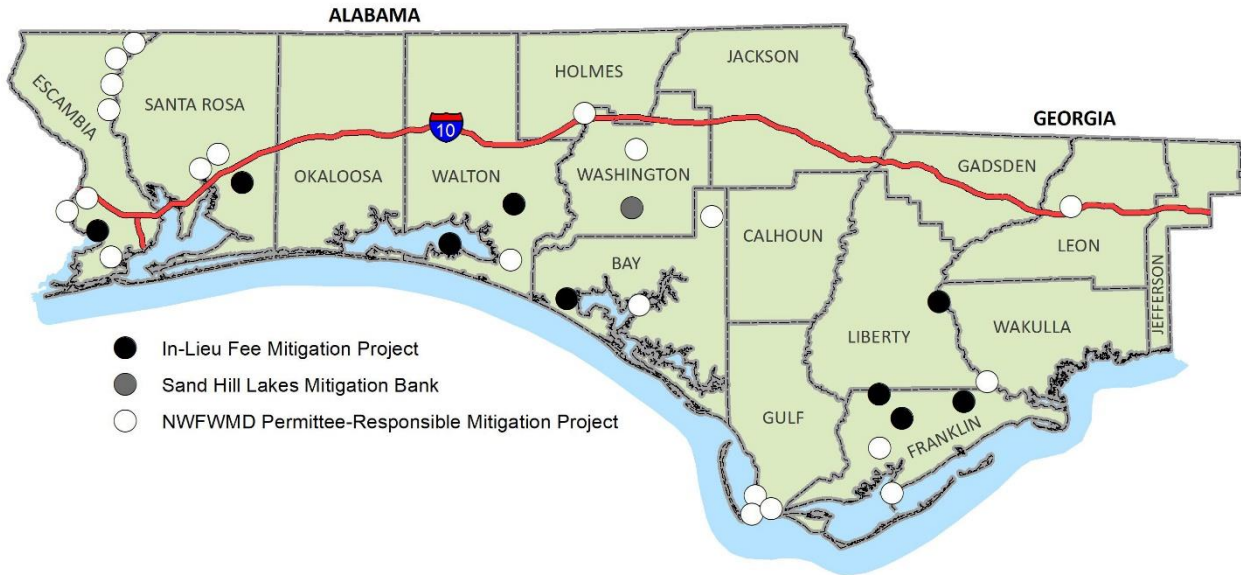 ALABAMA
JACKSON
HOLMES
ESCAMBIA
SANTA ROSA
GEORGIA
10
GADSDEN
OKALOOSA
WALTON
WASHINGTON
CALHOUN
LEON
BAY
JEFFERSON
LIBERTY
WAKULLA
In-Lieu Fee Mitigation Project
Sand Hill Lakes Mitigation Bank
NWFWMD Permittee-Responsible Mitigation Project
GULF
FRANKLIN